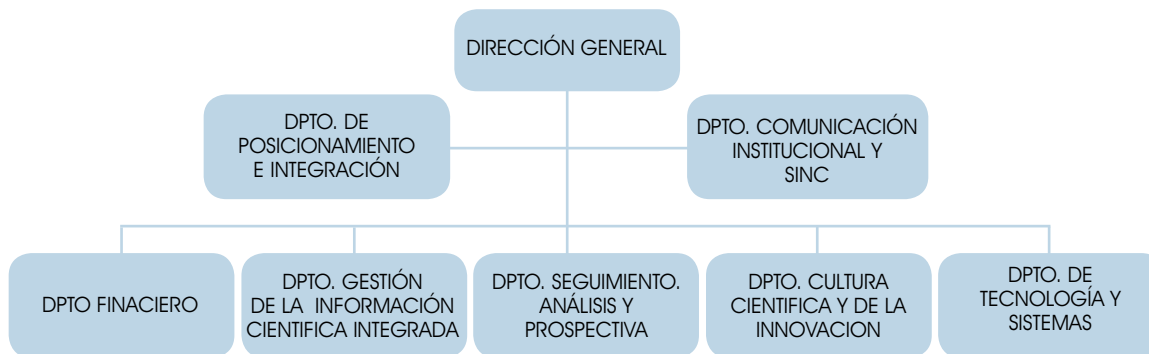 DIRECCIÓN GENERAL
DPTO. DE
POSICIONAMIENTO
E INTEGRACIÓN
DPTO. COMUNICACIÓN
INSTITUCIONAL Y
SINC
DPTO FINACIERO
DPTO. GESTIÓN
DE LA INFORMACIÓN
CIENTIFICA INTEGRADA
DPTO. SEGUIMIENTO.
ANÁLISIS Y
PROSPECTIVA
DPTO. CULTURA
CIENTIFICA Y DE LA
INNOVACION
DPTO. DE
TECNOLOGÍA Y
SISTEMAS